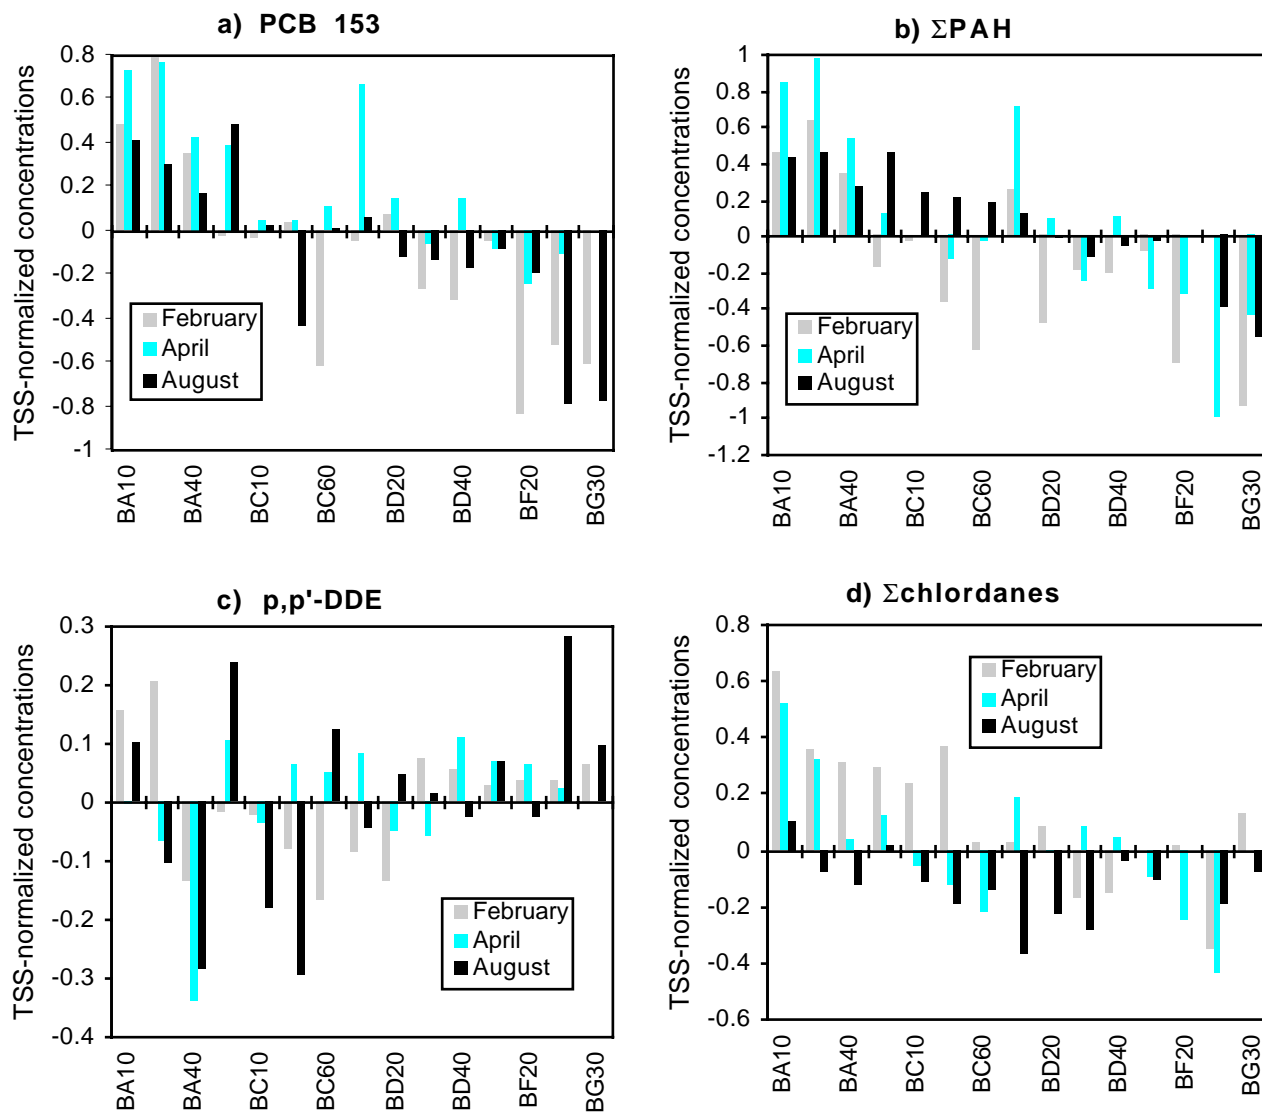 a) PCB 153
TSS-normalized concentrations
0.8
0.6
0.4
0.2
0
-0.2
-0.4
-0.6
-0.8
-1
February
April
August
BA10
BA40
BC10
BC60
BD20
BD40
BF20
BG30
b) ΣPAH
TSS-normalized concentrations
1
0.8
0.6
0.4
0.2
0
-0.2
-0.4
-0.6
-0.8
-1
-1.2
February
April
August
BA10
BA40
BC10
BC60
BD20
BD40
BF20
BG30
c) p,p'-DDE
TSS-normalized concentrations
0.3
0.2
0.1
0
-0.1
-0.2
-0.3
-0.4
February
April
August
BA10
BA40
BC10
BC60
BD20
BD40
BF20
BG30
d) Σchlordanes
TSS-normalized concentrations
0.8
0.6
0.4
0.2
0
-0.2
-0.4
-0.6
February
April
August
BA10
BA40
BC10
BC60
BD20
BD40
BF20
BG30